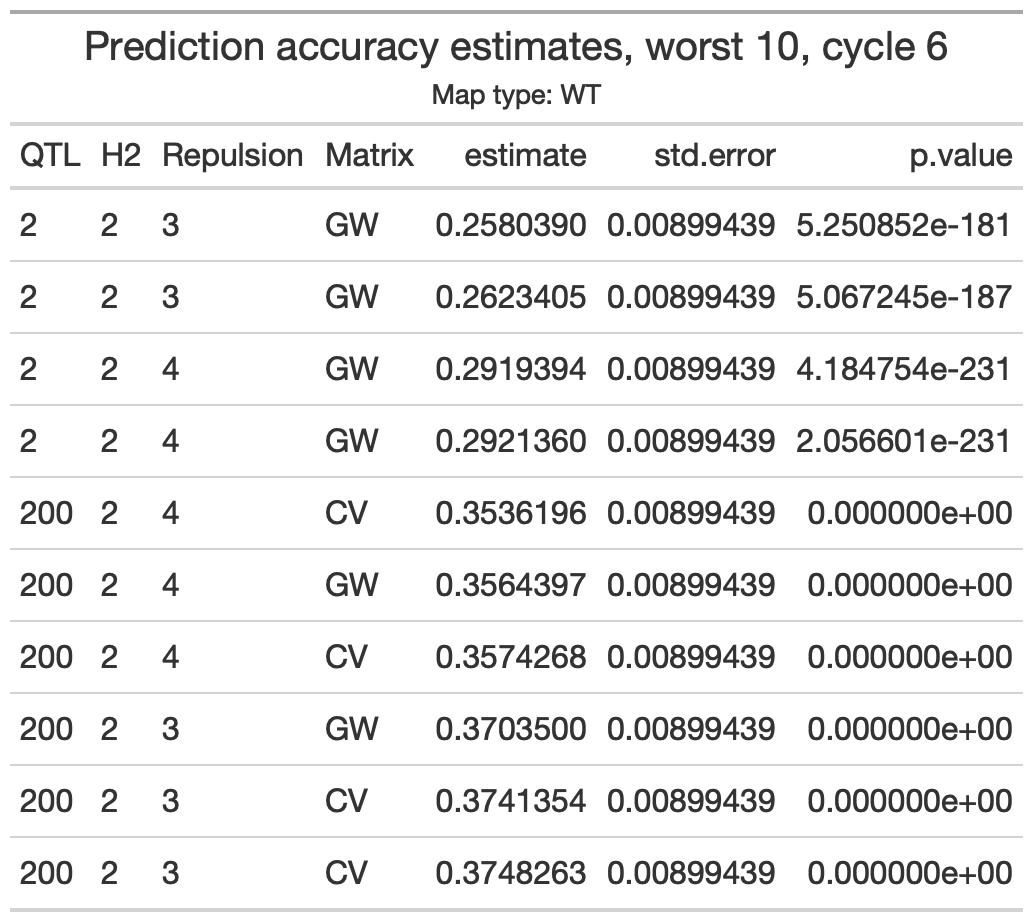 Prediction accuracy estimates, worst 10, cycle 6
Map type: WT
QTL H2 Repulsion Matrix estimate std.error p.value
2 2 3 GW 0.2580390 0.00899439 5.250852e-181
2 2 3 GW 0.2623405 0.00899439 5.067245e-187
2 2 4 GW 0.2919394 0.00899439 4.184754e-231
2 2 4 GW 0.2921360 0.00899439 2.056601e-231
200 2 4 CV 0.3536196 0.00899439 0.000000e+00
200 2 4 GW 0.3564397 0.00899439 0.000000e+00
200 2 4 CV 0.3574268 0.00899439 0.000000e+00
200 2 3 GW 0.3703500 0.00899439 0.000000e+00
200 2 3 CV 0.3741354 0.00899439 0.000000e+00
200 2 3 CV 0.3748263 0.00899439 0.000000e+00